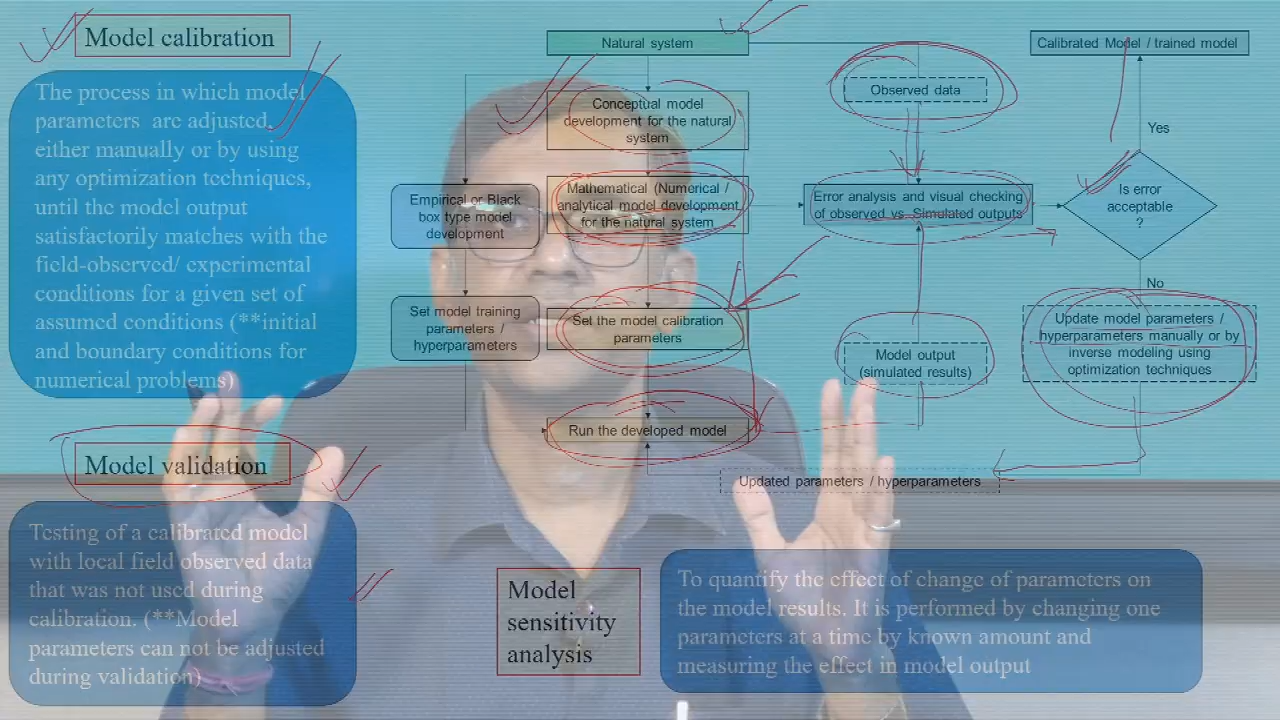 Model calibration
The process in which model
parameters are adjusted,
either manually or by using
any optimization techniques,
until the model output
satisfactorily matches with the
field-observed/ experimental
conditions for a given set of
assumed conditions (**initial
and boundary conditions for
numerical problems)
Model validation
Testing of a calibrated model
with local field observed data
that was not used during
calibration. (**Model
parameters can not be adjusted
during validation)
Natural system
Conceptual model
development for the natural
system
Empirical or Black
box type model
development
Mathematical (Numerical /
analytical model development
for the natural system
Set model training
parameters /
hyperparameters
Set the model calibration
parameters
Run the developed model
Observed data
Error analysis and visual checking
of observed vs. Simulated outputs
Model output
(simulated results)
Calibrated Model / trained model
Yes
Is error
acceptable
?
No
Update model parameters /
hyperparameters manually or by
inverse modeling using
optimization techniques
Updated parameters / hyperparameters
Model
sensitivity
analysis
To quantify the effect of change of parameters on
the model results. It is performed by changing one
parameters at a time by known amount and
measuring the effect in model output